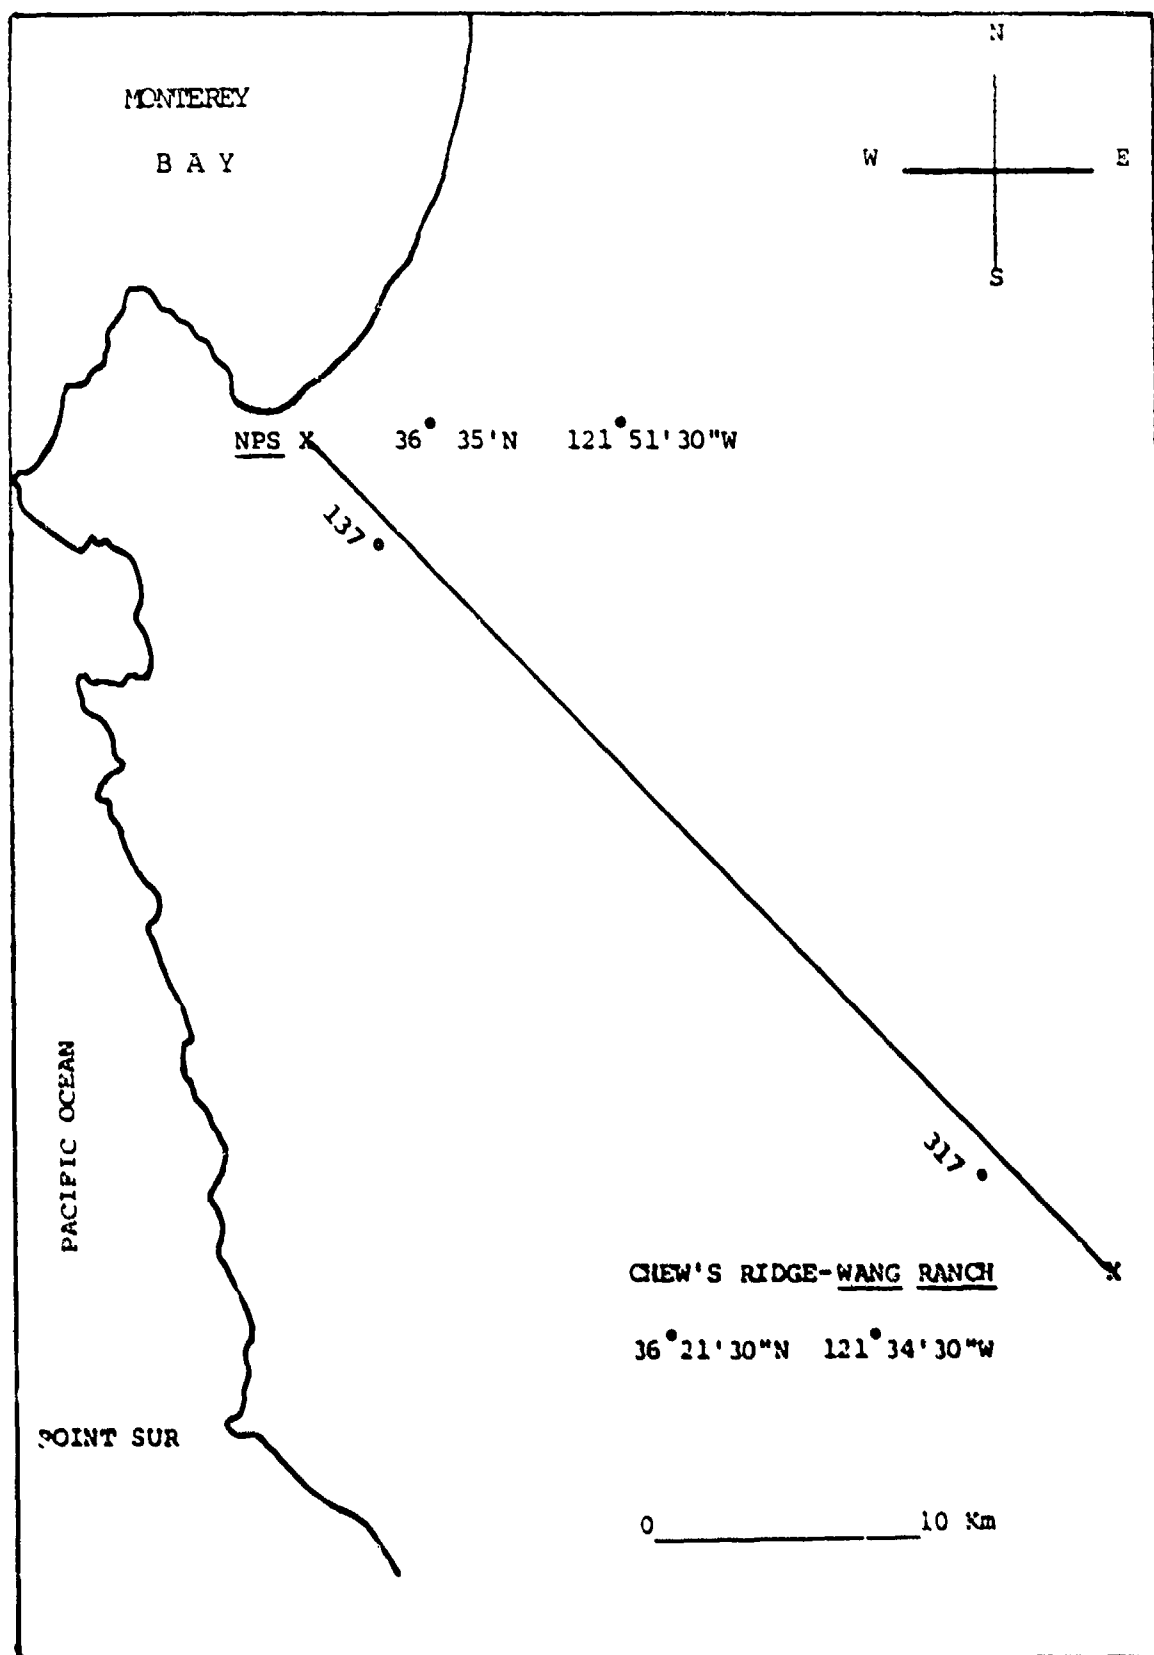 MONTEREY
BAY
N
W E
S
NPS X 36° 35'N 121° 51'30"W
137°
317°
PACIFIC OCEAN
CHEW'S RIDGE-WANG RANCH X
36° 21'30"N 121° 34'30"W
POINT SUR
0 10 Km